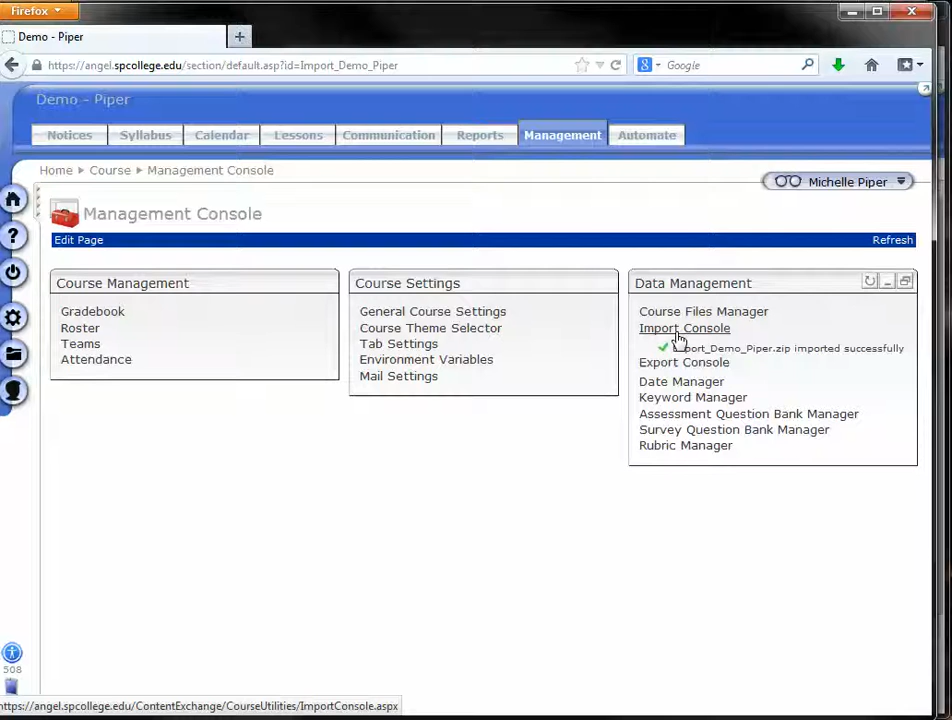 Firefox
Demo - Piper
https://angel.spcollege.edu/section/default.asp?id=Import_Demo_Piper
Google
Demo - Piper
Notices Syllabus Calendar Lessons Communication Reports Management Automate
Home Course Management Console
Michelle Piper
Management Console
Edit Page Refresh
Course Management
Gradebook
Roster
Teams
Attendance
Course Settings
General Course Settings
Course Theme Selector
Tab Settings
Environment Variables
Mail Settings
Data Management
Course Files Manager
Import Console
port_Demo_Piper.zip imported successfully
Export Console
Date Manager
Keyword Manager
Assessment Question Bank Manager
Survey Question Bank Manager
Rubric Manager
508
https://angel.spcollege.edu/ContentExchange/CourseUtilities/ImportConsole.aspx